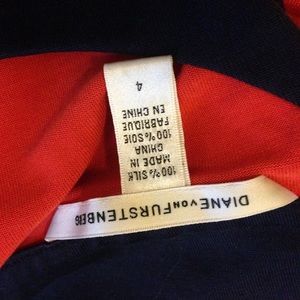 DIANE VON FURSTENBERG
100% SILK
MADE IN
CHINA
100% SOIE
FABRIQUE
EN CHINE
4